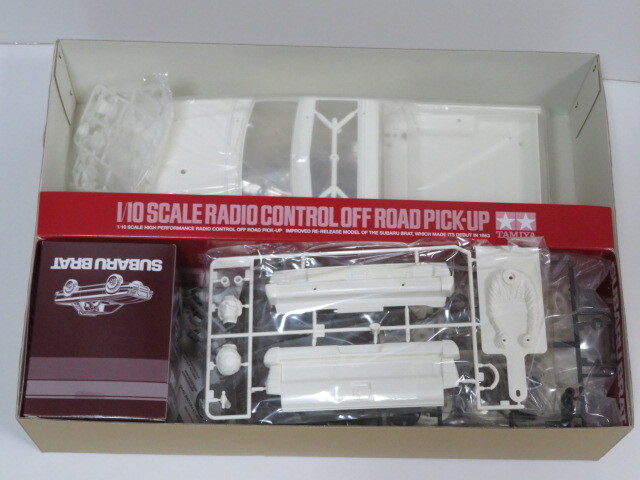 1/10 SCALE RADIO CONTROL OFF ROAD PICK-UP
1/10 SCALE HIGH PERFORMANCE RADIO CONTROL OFF ROAD PICK-UP IMPROVED RE-RELEASE MODEL OF THE SUBARU BRAT, WHICH MADE ITS DEBUT IN 1983
TAMIYA
SUBARU BRAT